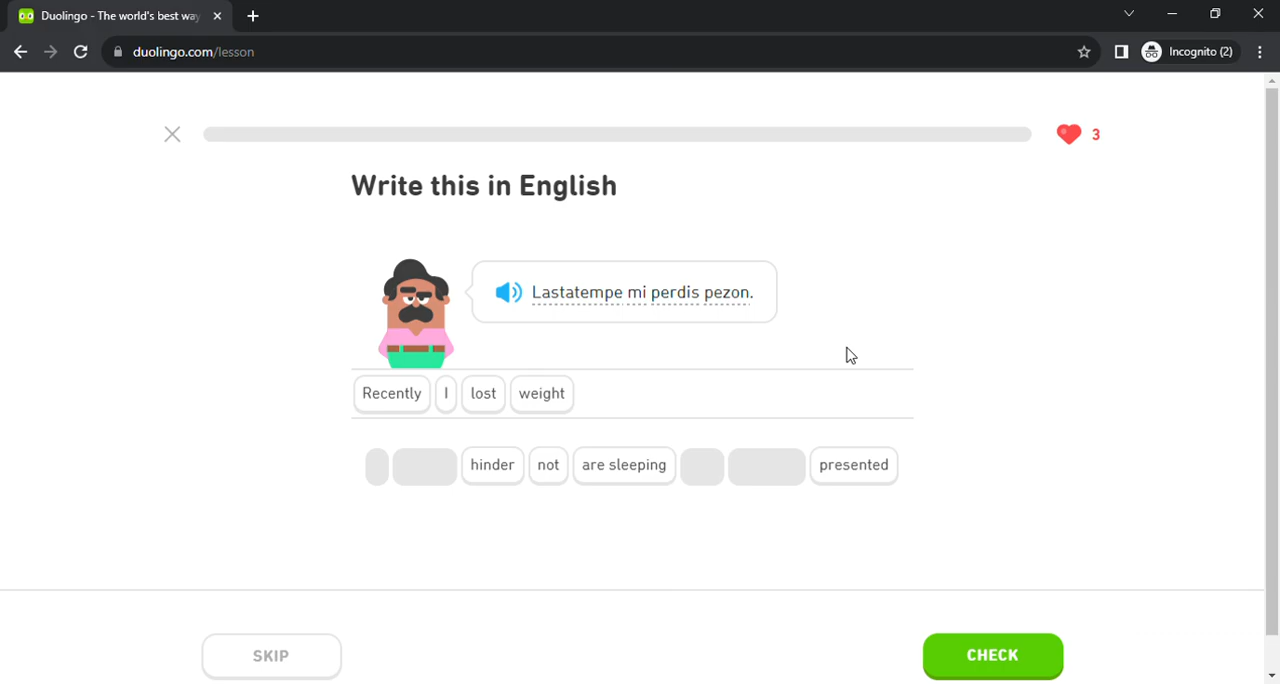 Duolingo - The world's best way
duolingo.com/lesson
Incognito (2)
3
Write this in English
Lastatempe mi perdis pezon.
Recently I lost weight
hinder not are sleeping presented
SKIP
CHECK